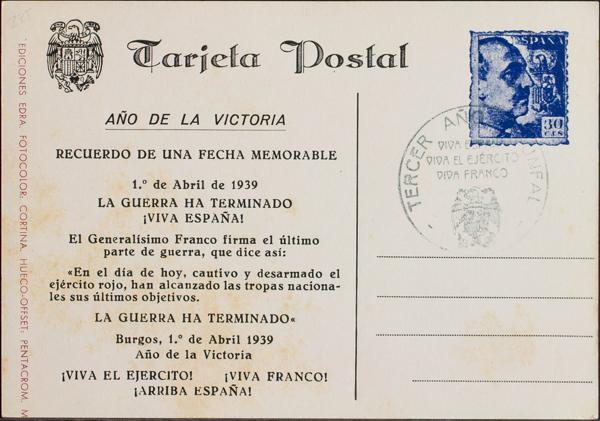 Tarjeta Postal
AÑO DE LA VICTORIA
RECUERDO DE UNA FECHA MEMORABLE
1.º de Abril de 1939
LA GUERRA HA TERMINADO
¡VIVA ESPAÑA!
El Generalísimo Franco firma el último
parte de guerra, que dice así:
«En el día de hoy, cautivo y desarmado el
ejército rojo, han alcanzado las tropas naciona-
les sus últimos objetivos.
LA GUERRA HA TERMINADO«
Burgos, 1.º de Abril 1939
Año de la Victoria
¡VIVA EL EJERCITO! ¡VIVA FRANCO!
¡ARRIBA ESPAÑA!
EDICIONES EDRA. FOTOCOLOR, CORTINA. HUECO-OFFSET; PENTACROM. M
ESPAÑA
30
CTS
TERCER AÑO
VIVA
VIVA EL EJÉRCITO
VIVA FRANCO